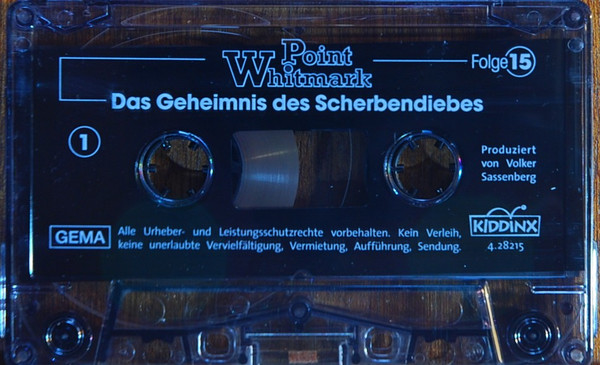 Point
Whitmark
Folge 15
Das Geheimnis des Scherbendiebes
1
Produziert
von Volker
Sassenberg
KIDDINX
4.28215
GEMA
Alle Urheber- und Leistungsschutzrechte vorbehalten. Kein Verleih,
keine unerlaubte Vervielfältigung, Vermietung, Aufführung, Sendung.